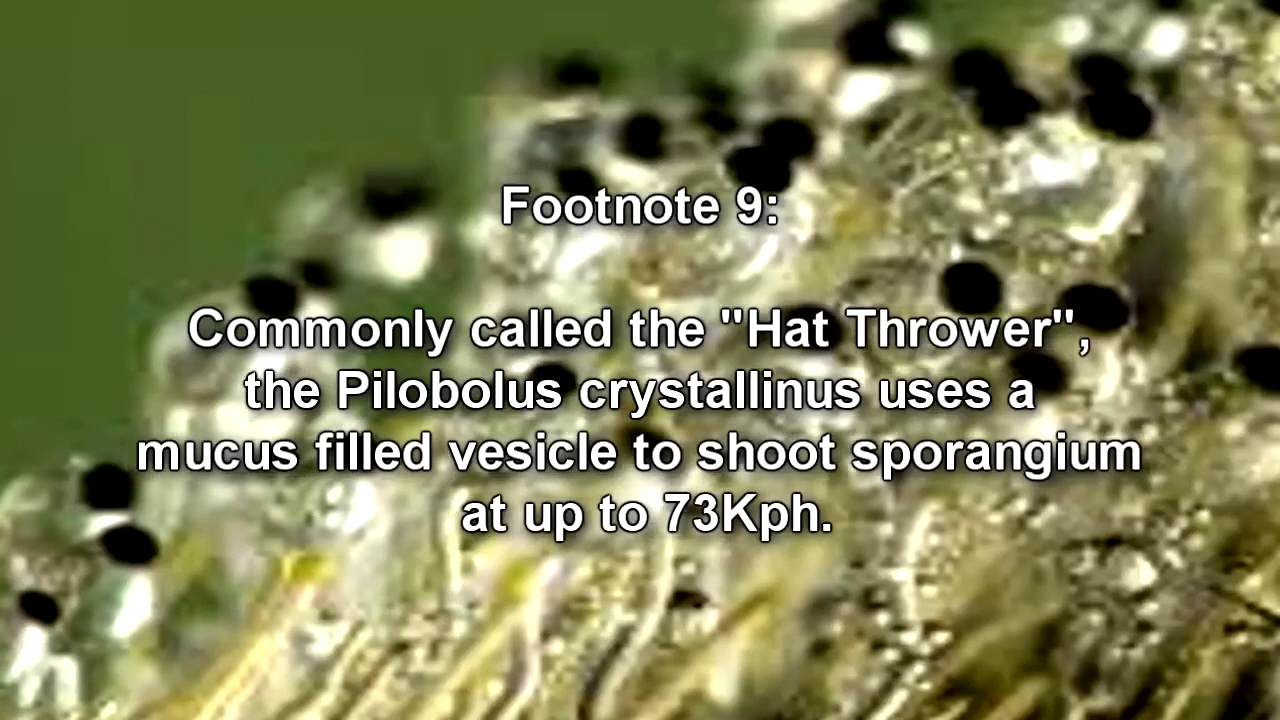 Footnote 9:
Commonly called the "Hat Thrower",
the Pilobolus crystallinus uses a
mucus filled vesicle to shoot sporangium
at up to 73Kph.